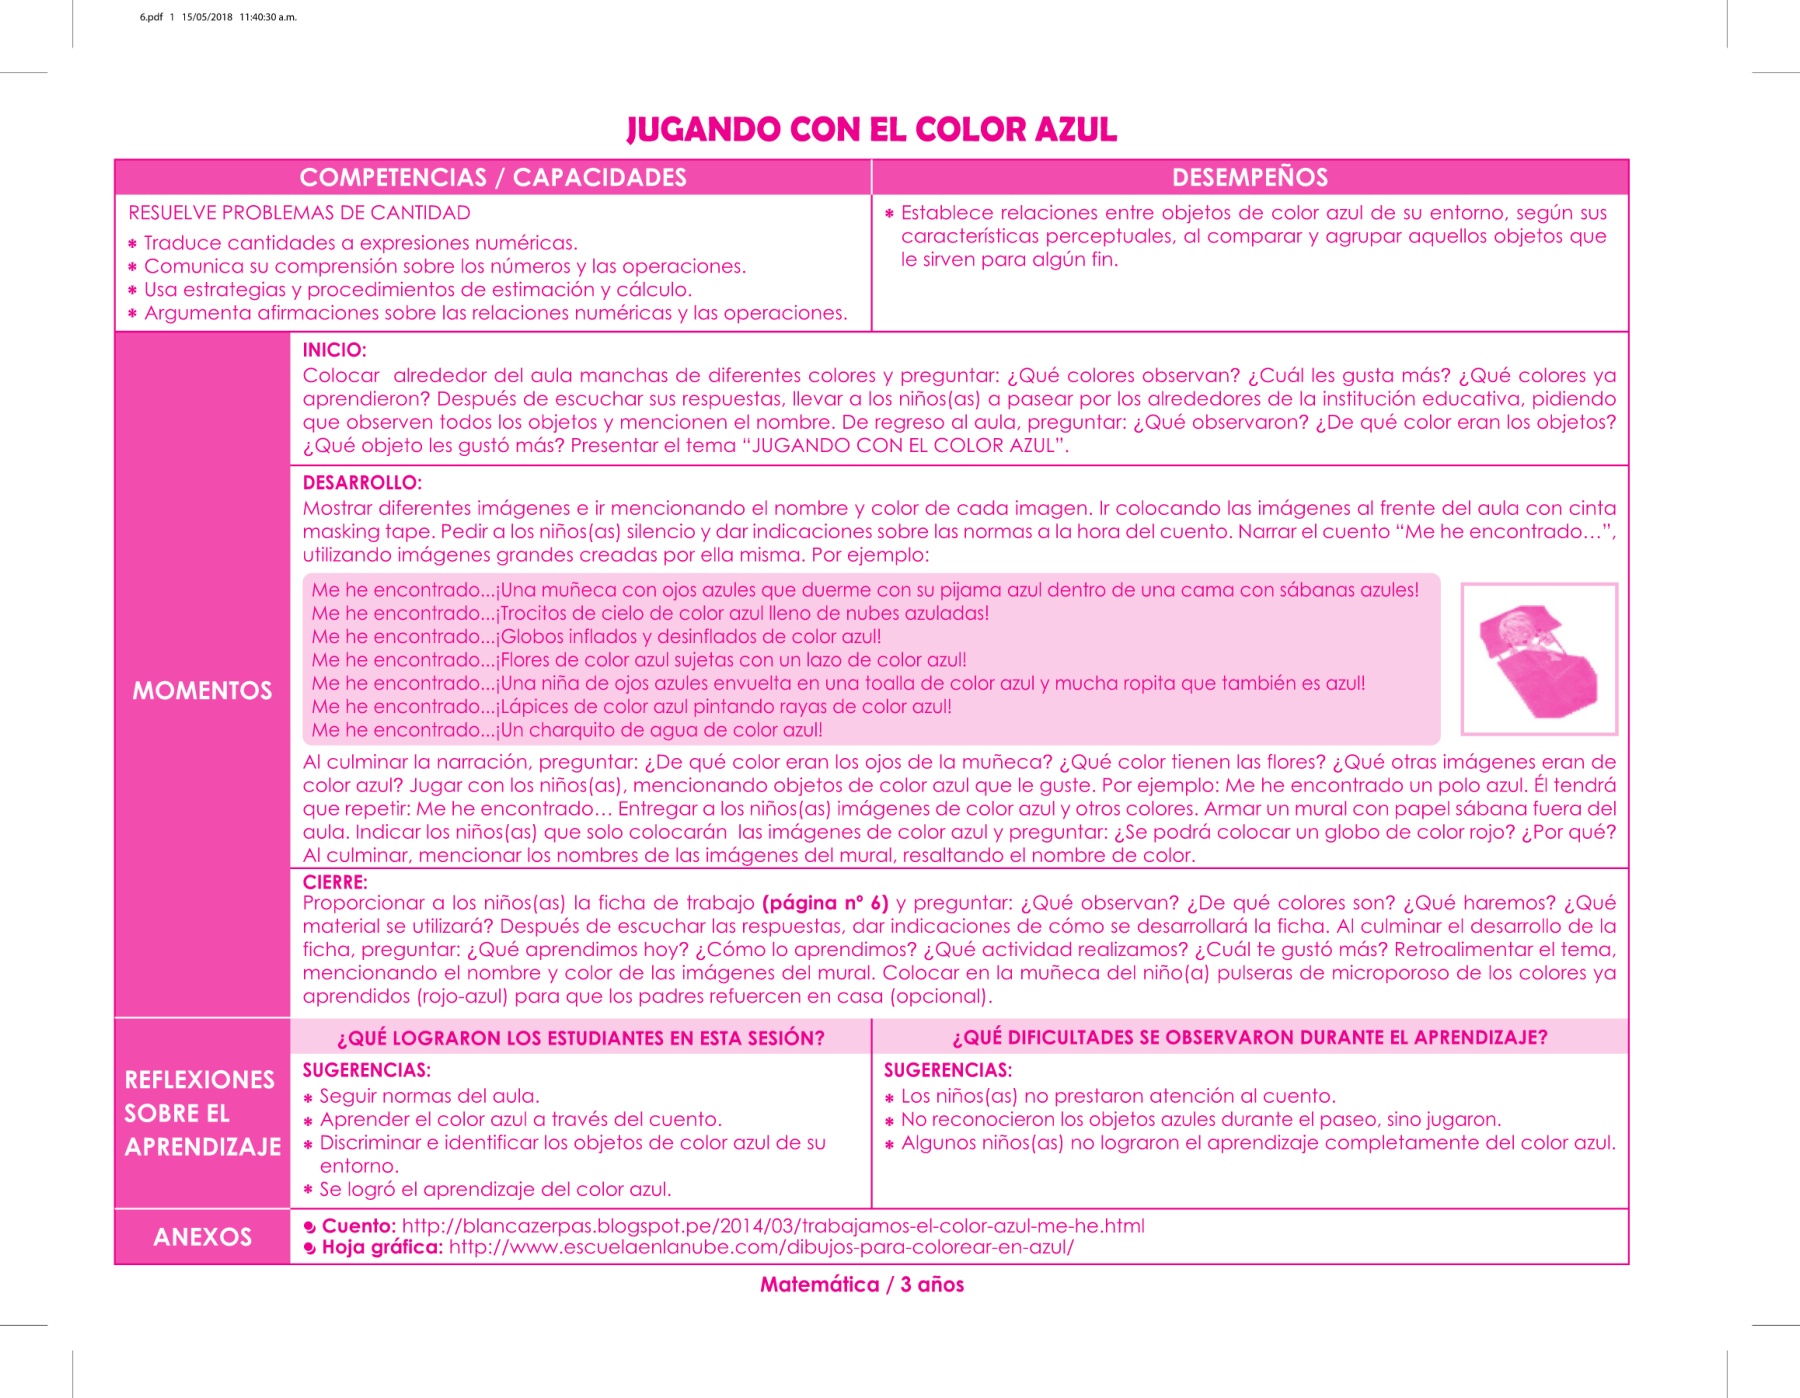 6.pdf 1 15/05/2018 11:40:30 a.m.
JUGANDO CON EL COLOR AZUL
COMPETENCIAS / CAPACIDADES
DESEMPEÑOS
RESUELVE PROBLEMAS DE CANTIDAD
* Traduce cantidades a expresiones numéricas.
* Comunica su comprensión sobre los números y las operaciones.
* Usa estrategias y procedimientos de estimación y cálculo.
* Argumenta afirmaciones sobre las relaciones numéricas y las operaciones.
* Establece relaciones entre objetos de color azul de su entorno, según sus
características perceptuales, al comparar y agrupar aquellos objetos que
le sirven para algún fin.
MOMENTOS
INICIO:
Colocar alrededor del aula manchas de diferentes colores y preguntar: ¿Qué colores observan? ¿Cuál les gusta más? ¿Qué colores ya
aprendieron? Después de escuchar sus respuestas, llevar a los niños(as) a pasear por los alrededores de la institución educativa, pidiendo
que observen todos los objetos y mencionen el nombre. De regreso al aula, preguntar: ¿Qué observaron? ¿De qué color eran los objetos?
¿Qué objeto les gustó más? Presentar el tema “JUGANDO CON EL COLOR AZUL”.
DESARROLLO:
Mostrar diferentes imágenes e ir mencionando el nombre y color de cada imagen. Ir colocando las imágenes al frente del aula con cinta
masking tape. Pedir a los niños(as) silencio y dar indicaciones sobre las normas a la hora del cuento. Narrar el cuento “Me he encontrado...”,
utilizando imágenes grandes creadas por ella misma. Por ejemplo:
Me he encontrado...¡Una muñeca con ojos azules que duerme con su pijama azul dentro de una cama con sábanas azules!
Me he encontrado...¡Trocitos de cielo de color azul lleno de nubes azuladas!
Me he encontrado...¡Globos inflados y desinflados de color azul!
Me he encontrado...¡Flores de color azul sujetas con un lazo de color azul!
Me he encontrado...¡Una niña de ojos azules envuelta en una toalla de color azul y mucha ropita que también es azul!
Me he encontrado...¡Lápices de color azul pintando rayas de color azul!
Me he encontrado...¡Un charquito de agua de color azul!
Al culminar la narración, preguntar: ¿De qué color eran los ojos de la muñeca? ¿Qué color tienen las flores? ¿Qué otras imágenes eran de
color azul? Jugar con los niños(as), mencionando objetos de color azul que le guste. Por ejemplo: Me he encontrado un polo azul. Él tendrá
que repetir: Me he encontrado... Entregar a los niños(as) imágenes de color azul y otros colores. Armar un mural con papel sábana fuera del
aula. Indicar los niños(as) que solo colocarán las imágenes de color azul y preguntar: ¿Se podrá colocar un globo de color rojo? ¿Por qué?
Al culminar, mencionar los nombres de las imágenes del mural, resaltando el nombre de color.
CIERRE:
Proporcionar a los niños(as) la ficha de trabajo (página nº 6) y preguntar: ¿Qué observan? ¿De qué colores son? ¿Qué haremos? ¿Qué
material se utilizará? Después de escuchar las respuestas, dar indicaciones de cómo se desarrollará la ficha. Al culminar el desarrollo de la
ficha, preguntar: ¿Qué aprendimos hoy? ¿Cómo lo aprendimos? ¿Qué actividad realizamos? ¿Cuál te gustó más? Retroalimentar el tema,
mencionando el nombre y color de las imágenes del mural. Colocar en la muñeca del niño(a) pulseras de microporoso de los colores ya
aprendidos (rojo-azul) para que los padres refuercen en casa (opcional).
REFLEXIONES
SOBRE EL
APRENDIZAJE
¿QUÉ LOGRARON LOS ESTUDIANTES EN ESTA SESIÓN?
SUGERENCIAS:
* Seguir normas del aula.
* Aprender el color azul a través del cuento.
* Discriminar e identificar los objetos de color azul de su
entorno.
* Se logró el aprendizaje del color azul.
¿QUÉ DIFICULTADES SE OBSERVARON DURANTE EL APRENDIZAJE?
SUGERENCIAS:
* Los niños(as) no prestaron atención al cuento.
* No reconocieron los objetos azules durante el paseo, sino jugaron.
* Algunos niños(as) no lograron el aprendizaje completamente del color azul.
ANEXOS
Cuento: http://blancazerpas.blogspot.pe/2014/03/trabajamos-el-color-azul-me-he.html
Hoja gráfica: http://www.escuelaenlanube.com/dibujos-para-colorear-en-azul/
Matemática / 3 años